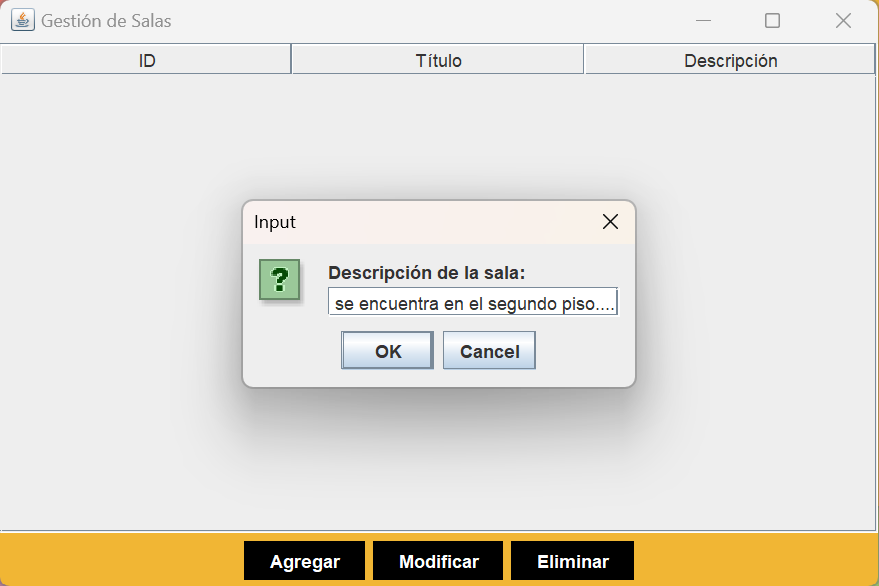 Gestión de Salas
ID Título Descripción
Input
?
Descripción de la sala:
se encuentra en el segundo piso....
OK Cancel
Agregar Modificar Eliminar